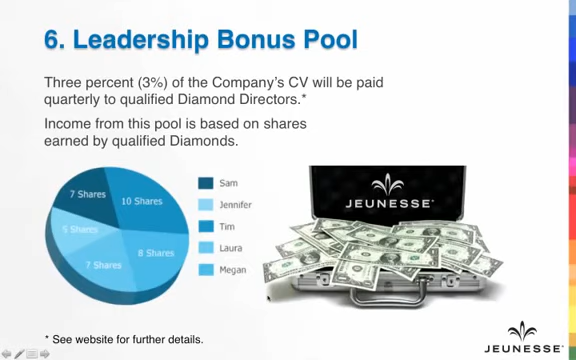 6. Leadership Bonus Pool
Three percent (3%) of the Company's CV will be paid
quarterly to qualified Diamond Directors.*
Income from this pool is based on shares
earned by qualified Diamonds.
7 Shares
10 Shares
5 Shares
8 Shares
7 Shares
Sam
Jennifer
Tim
Laura
Megan
JEUNESSE®
* See website for further details.
JEUNESSE®